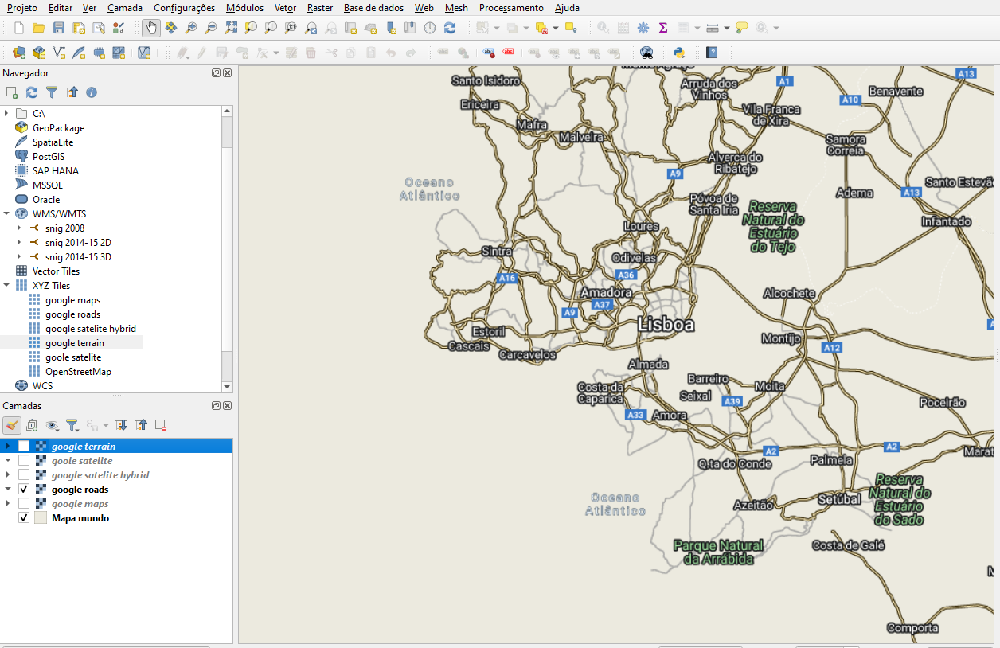 Projeto Editar Ver Camada Configurações Módulos Vetor Raster Base de dados Web Mesh Processamento Ajuda
abc abc
Navegador
C:\
GeoPackage
SpatiaLite
PostGIS
SAP HANA
MSSQL
Oracle
WMS/WMTS
snig 2008
snig 2014-15 2D
snig 2014-15 3D
Vector Tiles
XYZ Tiles
google maps
google roads
google satelite hybrid
google terrain
goole satelite
OpenStreetMap
WCS
Camadas
google terrain
goole satelite
google satelite hybrid
google roads
google maps
Mapa mundo
Santo Isidoro
Arruda dos
Vinhos
A1
A13
Ericeira
A10
Benavente
Vila Franca
de Xira
Mafra
Malveira
Samora
Correia
Alverca do
Ribatejo
A9
Oceano
Atlântico
Póvoa de
Santa Iria
Adema
A13
Santo Estevã
Reserva
Natural do
Estuário
do Tejo
Infantado
Loures
Sintra
Odivelas
A16
A36
Amadora
A37
A9
Alcochete
Lisboa
Estoril
Cascais
Carcavelos
Montijo
A12
Almada
Costa da
Caparica
Barreiro
Seixal
Moita
A39
Poceirão
A33
Amora
A2
A2
Marat
Q.ta do Conde
Palmela
Oceano
Atlântico
Azeitão
Setúbal
Reserva
Natural do
Estuário
do Sado
Parque Natural
da Arrábida
Costa de Galé
Comporta